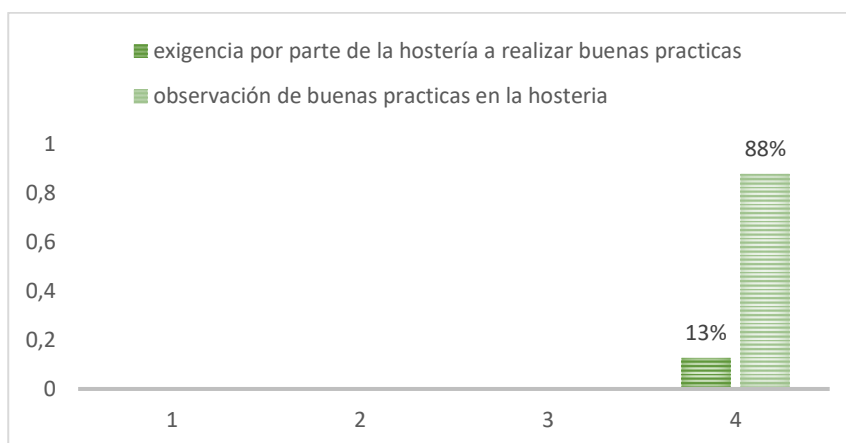 exigencia por parte de la hostería a realizar buenas practicas
observación de buenas practicas en la hosteria
1
88%
0,8
0,6
0,4
0,2
13%
0
1 2 3 4